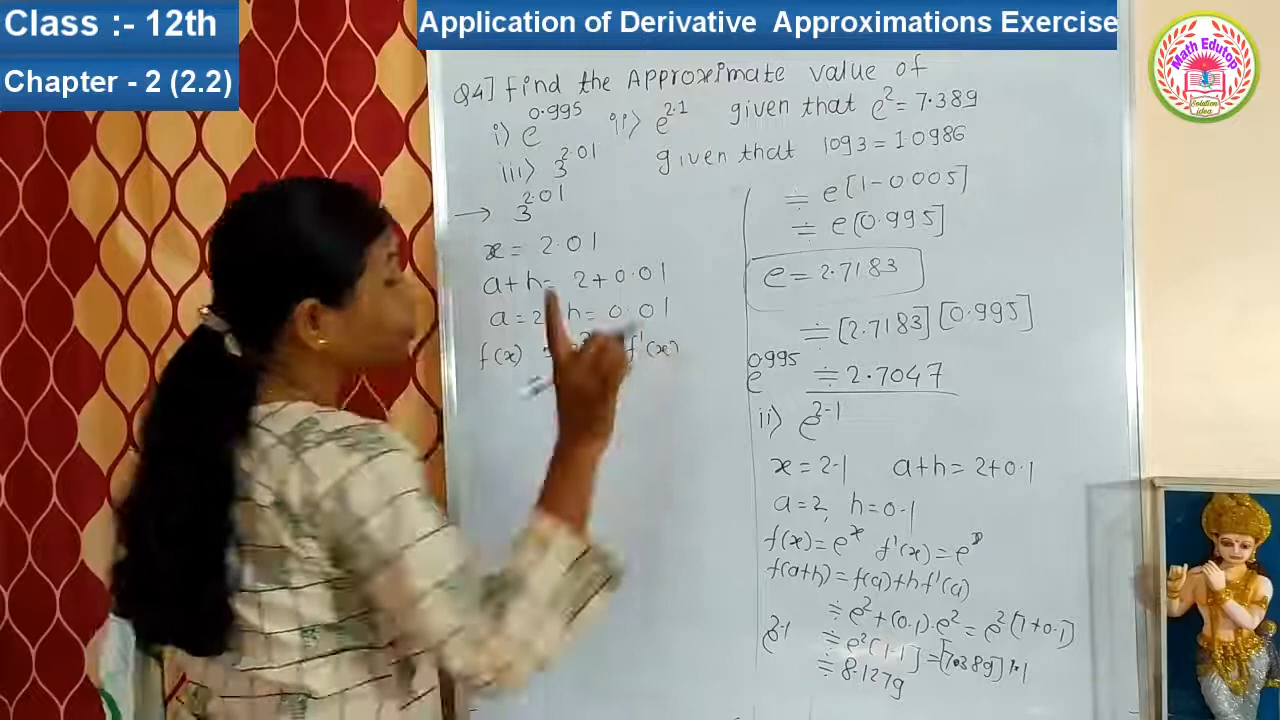 Class :- 12th
Chapter - 2 (2.2)
Application of Derivative Approximations Exercise
Math Edutop
Solution idea
Q4] Find the Approximate value of
i) e^0.995 ii) e^2.1 given that e^2 = 7.389
iii) 3^2.01 given that log3 = 1.0986
→ 3^2.01
x = 2.01
a+h = 2+0.01
a = 2 h = 0.01
f(x) f'(x)
≑ e[1-0.005]
≑ e[0.995]
e = 2.7183
≑ [2.7183][0.995]
e^0.995 ≑ 2.7047
ii) e^2.1
x = 2.1 a+h = 2+0.1
a = 2, h = 0.1
f(x) = e^x f'(x) = e^x
f(a+h) = f(a)+hf'(a)
≑ e^2+(0.1).e^2 = e^2(1+0.1)
e^2.1 ≑ e^2[1.1] = [7.389]1.1
≑ 8.1279